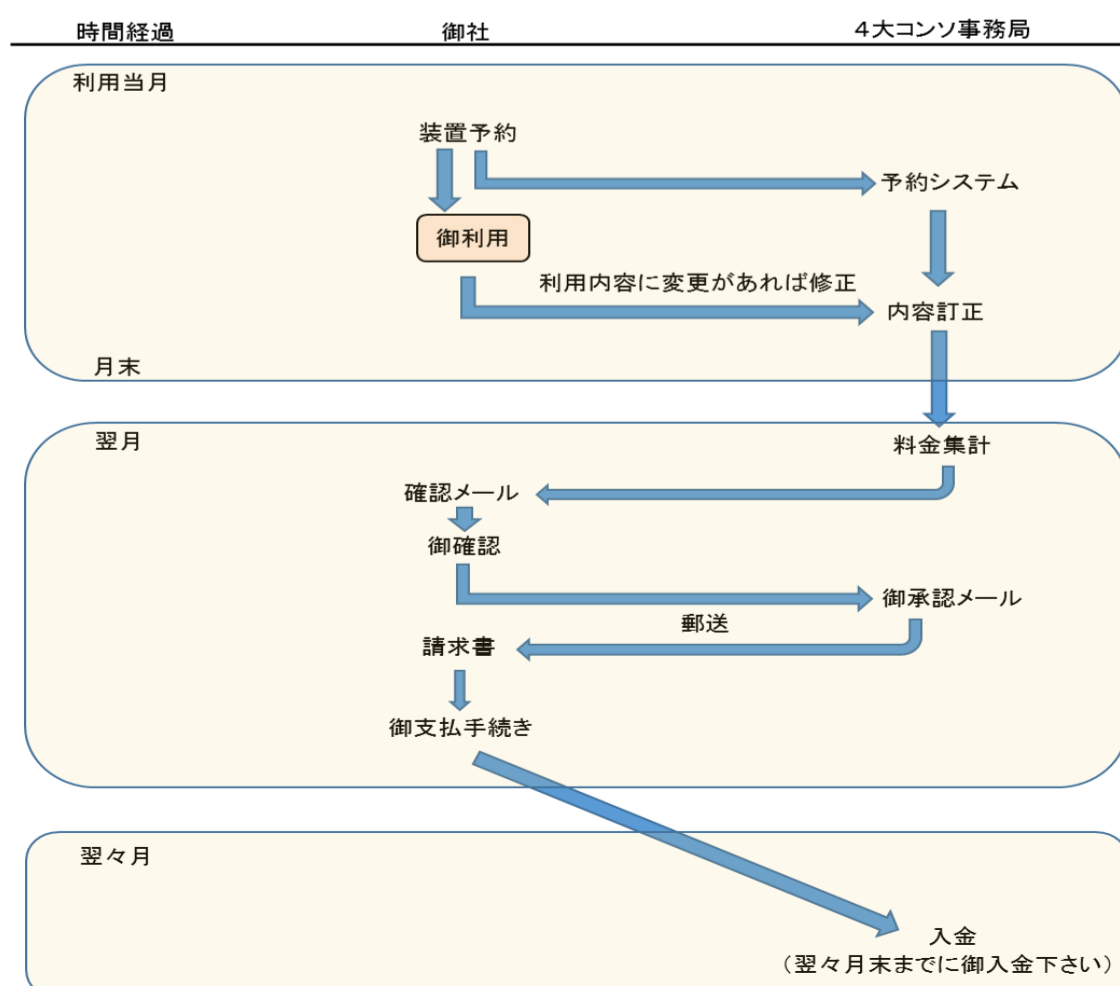 時間経過
御社
4大コンソ事務局
利用当月
装置予約
予約システム
御利用
利用内容に変更があれば修正
内容訂正
月末
翌月
料金集計
確認メール
御確認
御承認メール
郵送
請求書
御支払手続き
翌々月
入金
（翌々月末までに御入金下さい）